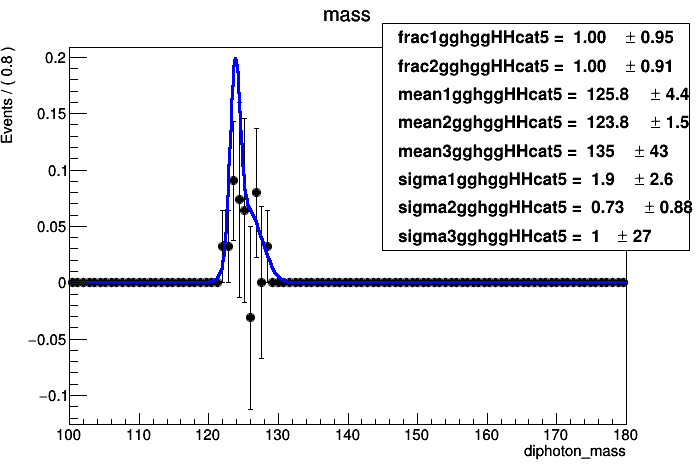 mass
frac1gghggHHcat5 = 1.00 ± 0.95
frac2gghggHHcat5 = 1.00 ± 0.91
mean1gghggHHcat5 = 125.8 ± 4.4
mean2gghggHHcat5 = 123.8 ± 1.5
mean3gghggHHcat5 = 135 ± 43
sigma1gghggHHcat5 = 1.9 ± 2.6
sigma2gghggHHcat5 = 0.73 ± 0.88
sigma3gghggHHcat5 = 1 ± 27
Events / ( 0.8 )
0.2
0.15
0.1
0.05
0
−0.05
−0.1
100 110 120 130 140 150 160 170 180
diphoton_mass